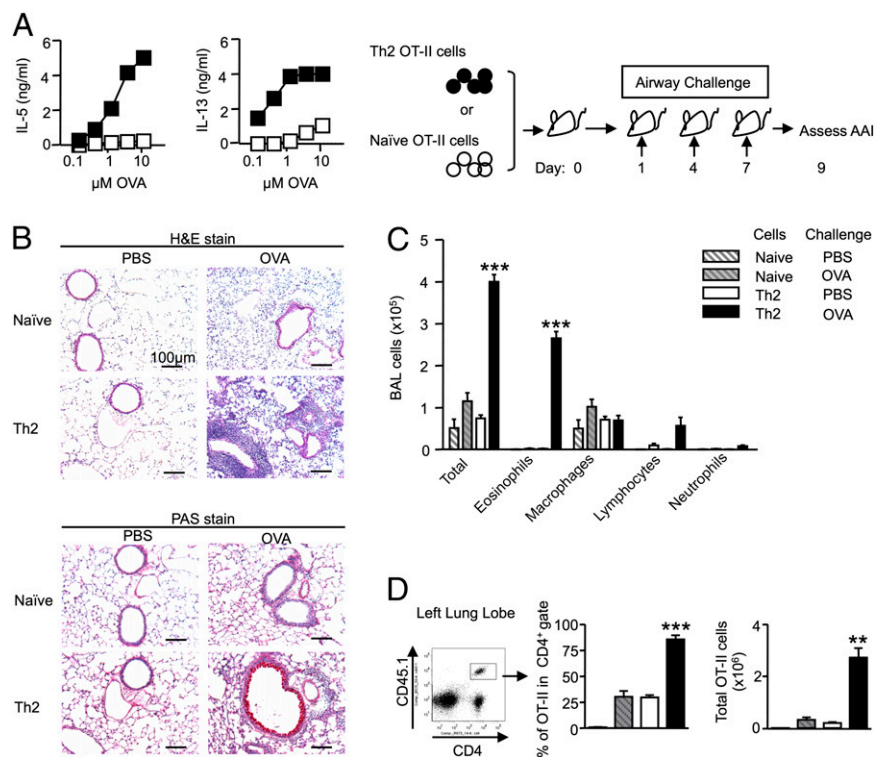 A
IL-5 (ng/ml)
6
4
2
0
0.1
1
10
µM OVA
IL-13 (ng/ml)
6
4
2
0
0.1
1
10
µM OVA
Th2 OT-II cells
or
Naïve OT-II cells
Airway Challenge
Assess AAI
Day: 0 1 4 7 9
B
H&E stain
PBS OVA
Naïve
100µm
Th2
PAS stain
PBS OVA
Naïve
Th2
C
BAL cells (x10⁵)
5
4
3
2
1
0
***
***
Total
Eosinophils
Macrophages
Lymphocytes
Neutrophils
Cells Challenge
Naive PBS
Naive OVA
Th2 PBS
Th2 OVA
D
Left Lung Lobe
CD45.1
CD4
% of OT-II in CD4⁺ gate
100
75
50
25
0
***
Total OT-II cells
(x10⁶)
4
2
0
**